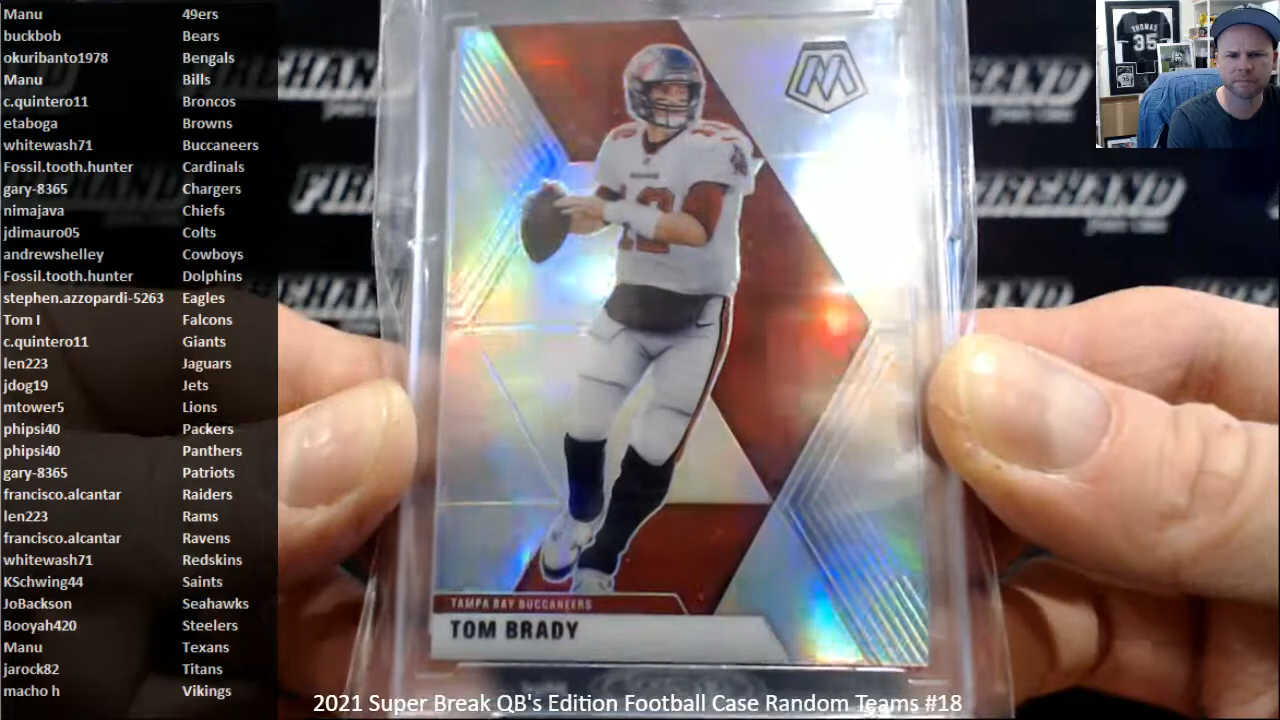 Manu 49ers
buckbob Bears
okuribanto1978 Bengals
Manu Bills
c.quintero11 Broncos
etaboga Browns
whitewash71 Buccaneers
Fossil.tooth.hunter Cardinals
gary-8365 Chargers
nimajava Chiefs
jdimauro05 Colts
andrewshelley Cowboys
Fossil.tooth.hunter Dolphins
stephen.azzopardi-5263 Eagles
Tom I Falcons
c.quintero11 Giants
len223 Jaguars
jdog19 Jets
mtower5 Lions
phipsi40 Packers
phipsi40 Panthers
gary-8365 Patriots
francisco.alcantar Raiders
len223 Rams
francisco.alcantar Ravens
whitewash71 Redskins
KSchwing44 Saints
JoBackson Seahawks
Booyah420 Steelers
Manu Texans
jarock82 Titans
macho h Vikings
THOMAS
35
12
TAMPA BAY BUCCANEERS
TOM BRADY
2021 Super Break QB's Edition Football Case Random Teams #18